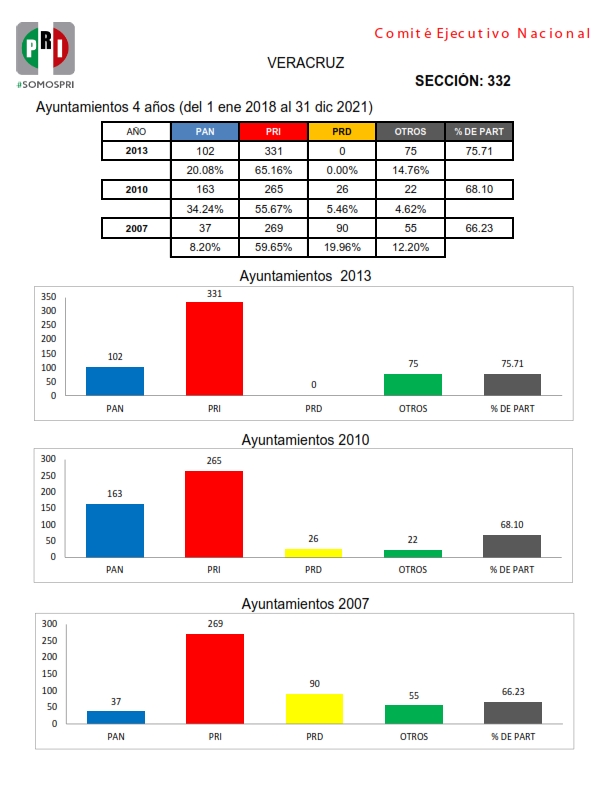 Comité Ejecutivo Nacional
PRI
#SOMOSPRI
VERACRUZ
SECCIÓN: 332
Ayuntamientos 4 años (del 1 ene 2018 al 31 dic 2021)
AÑO PAN PRI PRD OTROS % DE PART
2013 102 331 0 75 75.71
20.08% 65.16% 0.00% 14.76%
2010 163 265 26 22 68.10
34.24% 55.67% 5.46% 4.62%
2007 37 269 90 55 66.23
8.20% 59.65% 19.96% 12.20%
Ayuntamientos 2013
350
300
250
200
150
100
50
0
102 331 0 75 75.71
PAN PRI PRD OTROS % DE PART
Ayuntamientos 2010
300
250
200
150
100
50
0
163 265 26 22 68.10
PAN PRI PRD OTROS % DE PART
Ayuntamientos 2007
300
250
200
150
100
50
0
37 269 90 55 66.23
PAN PRI PRD OTROS % DE PART